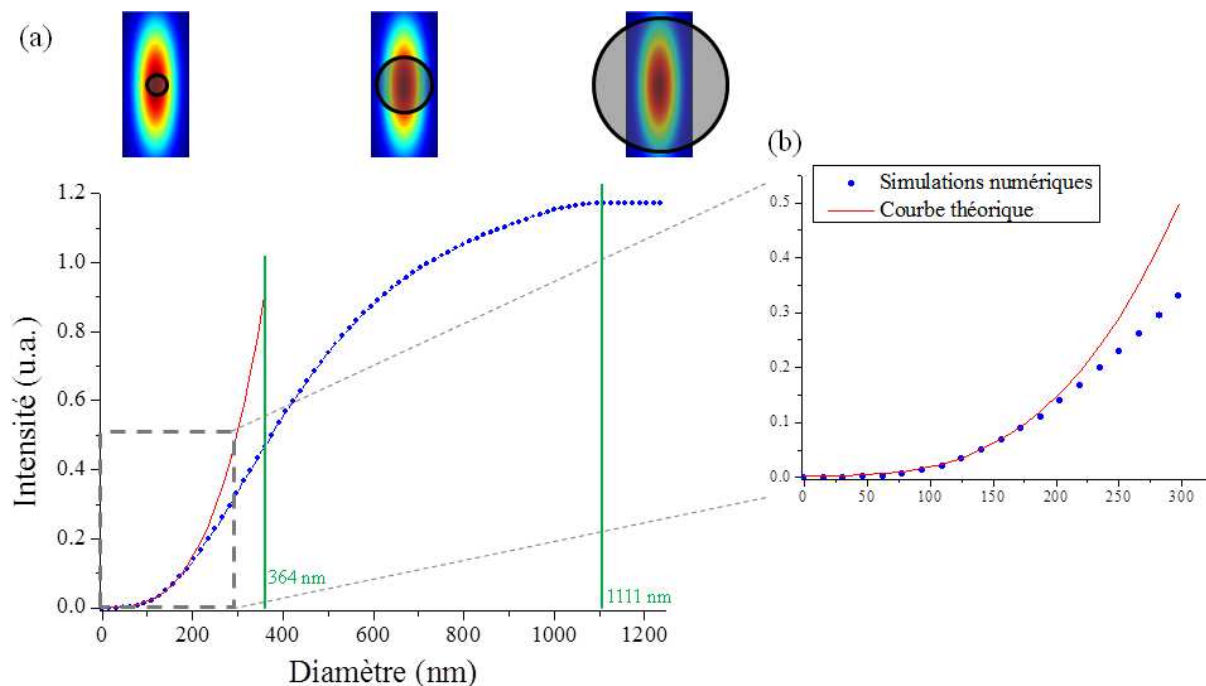 (a)
(b)
Simulations numériques
Courbe théorique
0.5
0.4
0.3
0.2
0.1
0.0
0 50 100 150 200 250 300
1.2
1.0
0.8
0.6
0.4
0.2
0.0
Intensité (u.a.)
364 nm
1111 nm
0 200 400 600 800 1000 1200
Diamètre (nm)